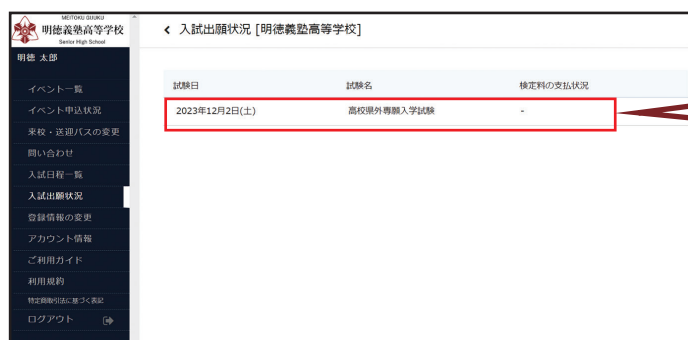 MEITOKU GIJUKU
明徳義塾高等学校
Senior High School
明徳 太郎
イベント一覧
イベント申込状況
来校・送迎バスの変更
問い合わせ
入試日程一覧
入試出願状況
登録情報の変更
アカウント情報
ご利用ガイド
利用規約
特定商取引法に基づく表記
ログアウト
入試出願状況 [明徳義塾高等学校]
試験日 試験名 検定料の支払状況
2023年12月2日(土) 高校県外専願入学試験 -